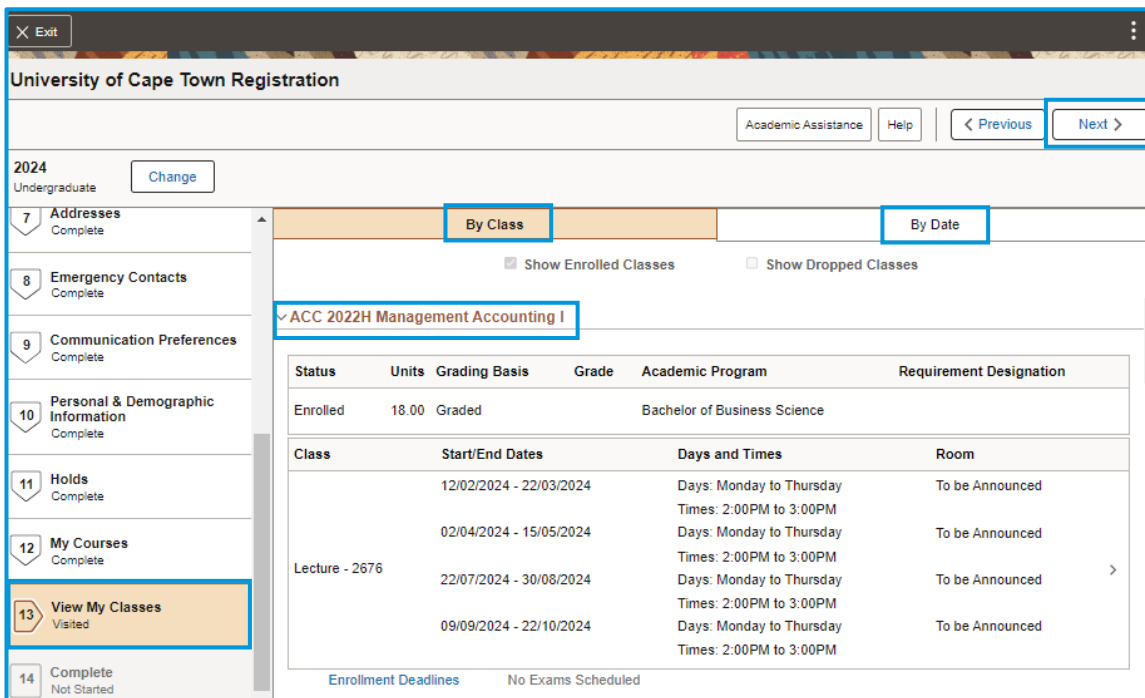 Exit
University of Cape Town Registration
Academic Assistance Help Previous Next
2024
Undergraduate
Change
7 Addresses
Complete
8 Emergency Contacts
Complete
9 Communication Preferences
Complete
10 Personal & Demographic
Information
Complete
11 Holds
Complete
12 My Courses
Complete
13 View My Classes
Visited
14 Complete
Not Started
By Class By Date
Show Enrolled Classes Show Dropped Classes
ACC 2022H Management Accounting I
Status Units Grading Basis Grade Academic Program Requirement Designation
Enrolled 18.00 Graded Bachelor of Business Science
Class Start/End Dates Days and Times Room
Lecture - 2676
12/02/2024 - 22/03/2024 Days: Monday to Thursday To be Announced
Times: 2:00PM to 3:00PM
02/04/2024 - 15/05/2024 Days: Monday to Thursday To be Announced
Times: 2:00PM to 3:00PM
22/07/2024 - 30/08/2024 Days: Monday to Thursday To be Announced
Times: 2:00PM to 3:00PM
09/09/2024 - 22/10/2024 Days: Monday to Thursday To be Announced
Times: 2:00PM to 3:00PM
Enrollment Deadlines No Exams Scheduled